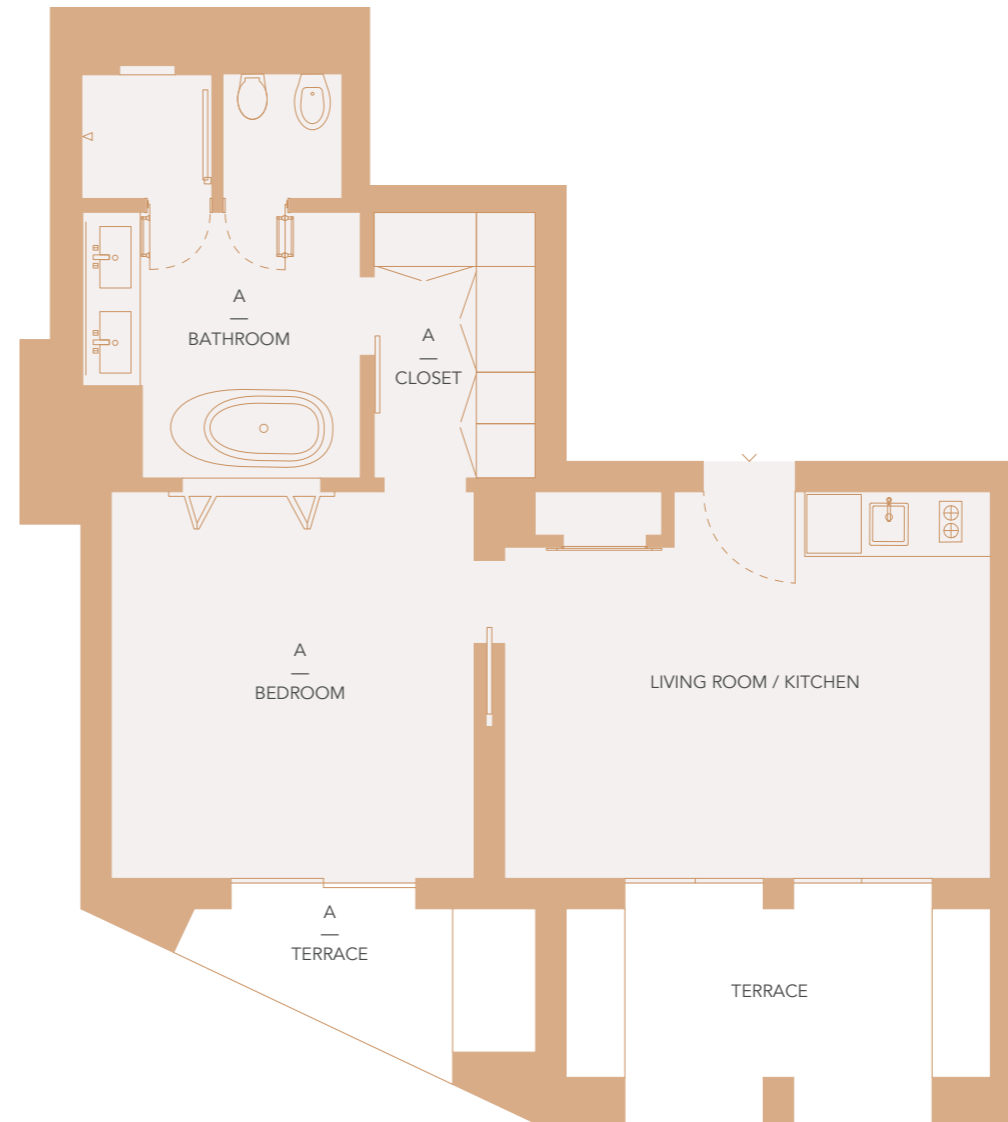 A
BATHROOM
A
CLOSET
A
BEDROOM
LIVING ROOM / KITCHEN
A
TERRACE
TERRACE